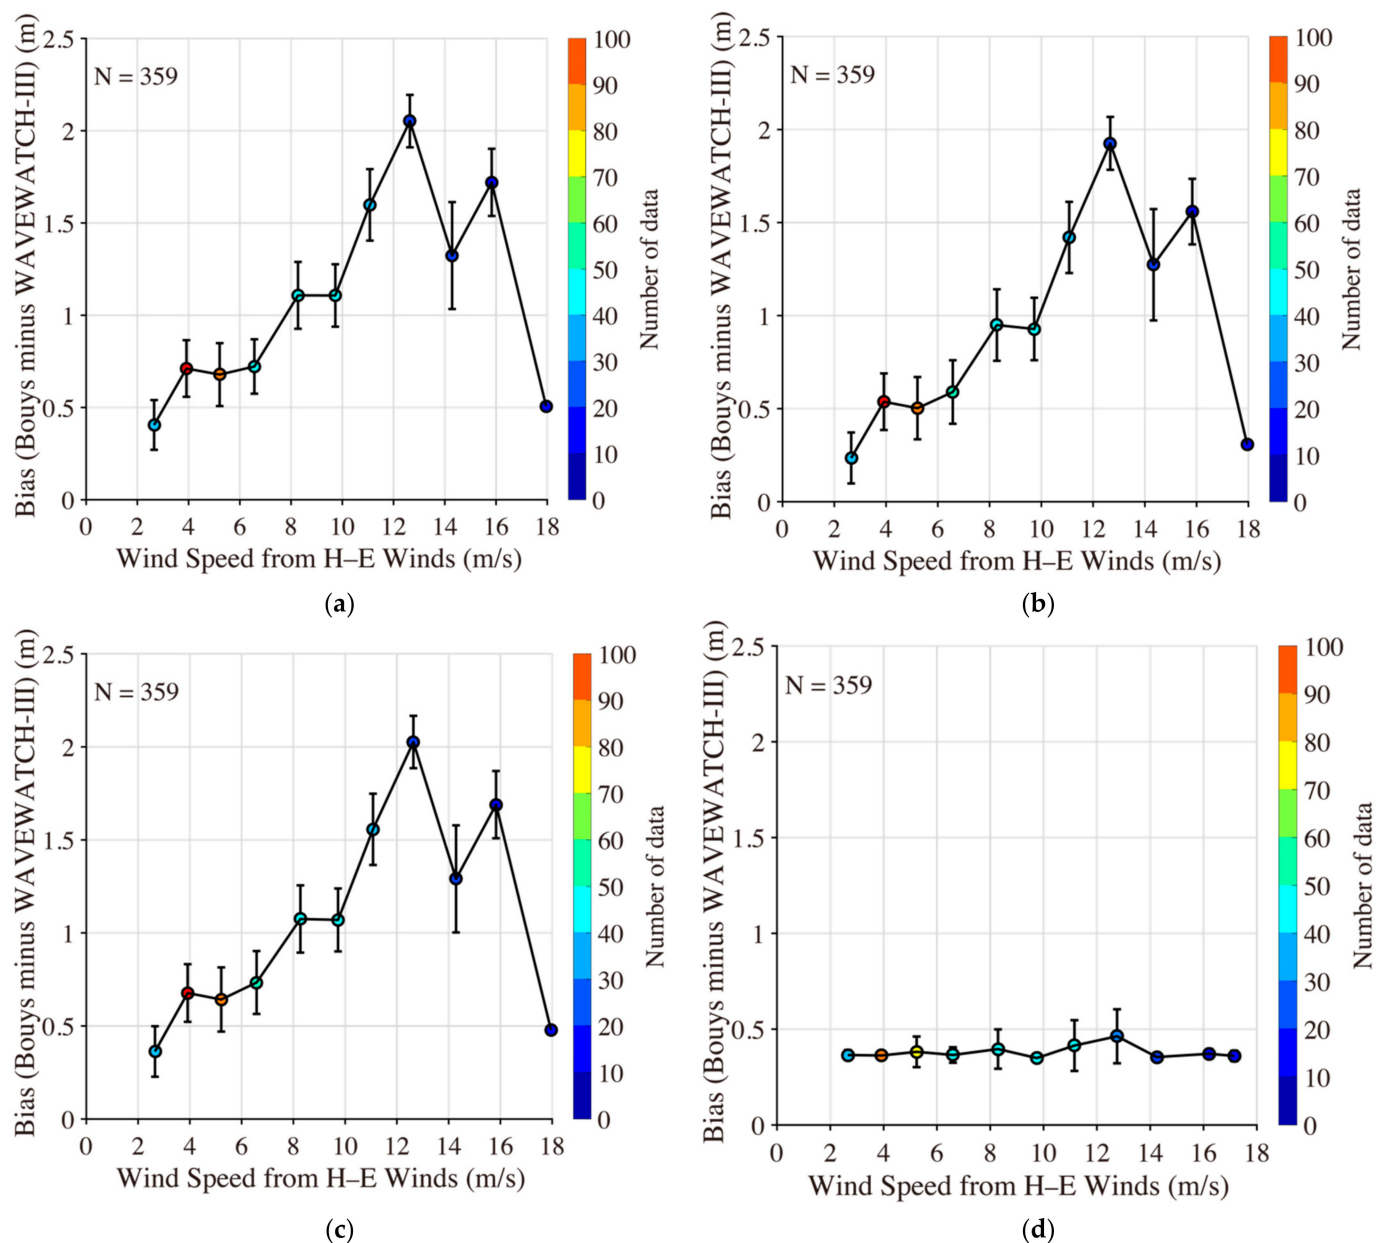 Bias (Bouys minus WAVEWATCH-III) (m)
2.5
2
1.5
1
0.5
0
N = 359
0 2 4 6 8 10 12 14 16 18
Wind Speed from H–E Winds (m/s)
100
90
80
70
60
50
40
30
20
10
0
Number of data
(a)
Bias (Bouys minus WAVEWATCH-III) (m)
2.5
2
1.5
1
0.5
0
N = 359
0 2 4 6 8 10 12 14 16 18
Wind Speed from H–E Winds (m/s)
100
90
80
70
60
50
40
30
20
10
0
Number of data
(b)
Bias (Bouys minus WAVEWATCH-III) (m)
2.5
2
1.5
1
0.5
0
N = 359
0 2 4 6 8 10 12 14 16 18
Wind Speed from H–E Winds (m/s)
100
90
80
70
60
50
40
30
20
10
0
Number of data
(c)
Bias (Bouys minus WAVEWATCH-III) (m)
2.5
2
1.5
1
0.5
0
N = 359
0 2 4 6 8 10 12 14 16 18
Wind Speed from H–E Winds (m/s)
100
90
80
70
60
50
40
30
20
10
0
Number of data
(d)